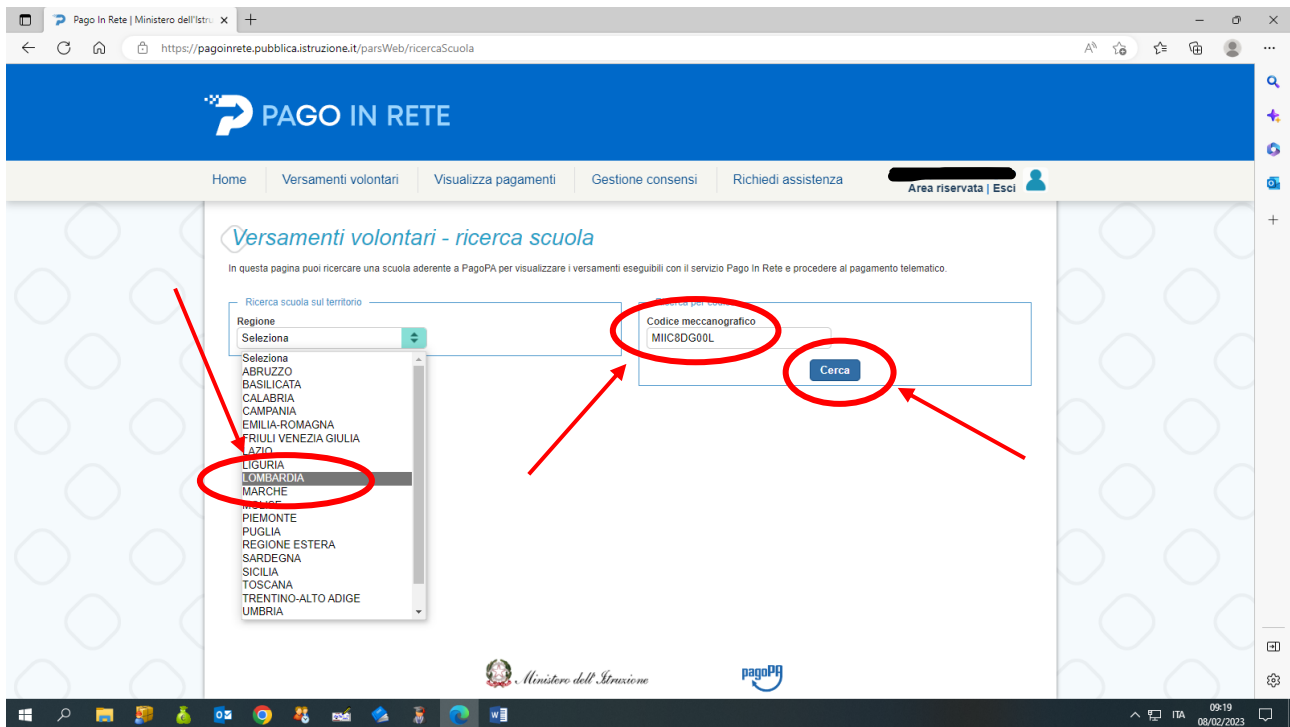 Pago In Rete | Ministero dell'Istru
https://pagoinrete.pubblica.istruzione.it/parsWeb/ricercaScuola
PAGO IN RETE
Home
Versamenti volontari
Visualizza pagamenti
Gestione consensi
Richiedi assistenza
Area riservata | Esci
Versamenti volontari - ricerca scuola
In questa pagina puoi ricercare una scuola aderente a PagoPA per visualizzare i versamenti eseguibili con il servizio Pago In Rete e procedere al pagamento telematico.
Ricerca scuola sul territorio
Regione
Seleziona
Seleziona
ABRUZZO
BASILICATA
CALABRIA
CAMPANIA
EMILIA-ROMAGNA
FRIULI VENEZIA GIULIA
LAZIO
LIGURIA
LOMBARDIA
MARCHE
MOLISE
PIEMONTE
PUGLIA
REGIONE ESTERA
SARDEGNA
SICILIA
TOSCANA
TRENTINO-ALTO ADIGE
UMBRIA
Ricerca per
Codice meccanografico
MIIC8DG00L
Cerca
Ministero dell'Istruzione
pagoPA
ITA
09:19
08/02/2023